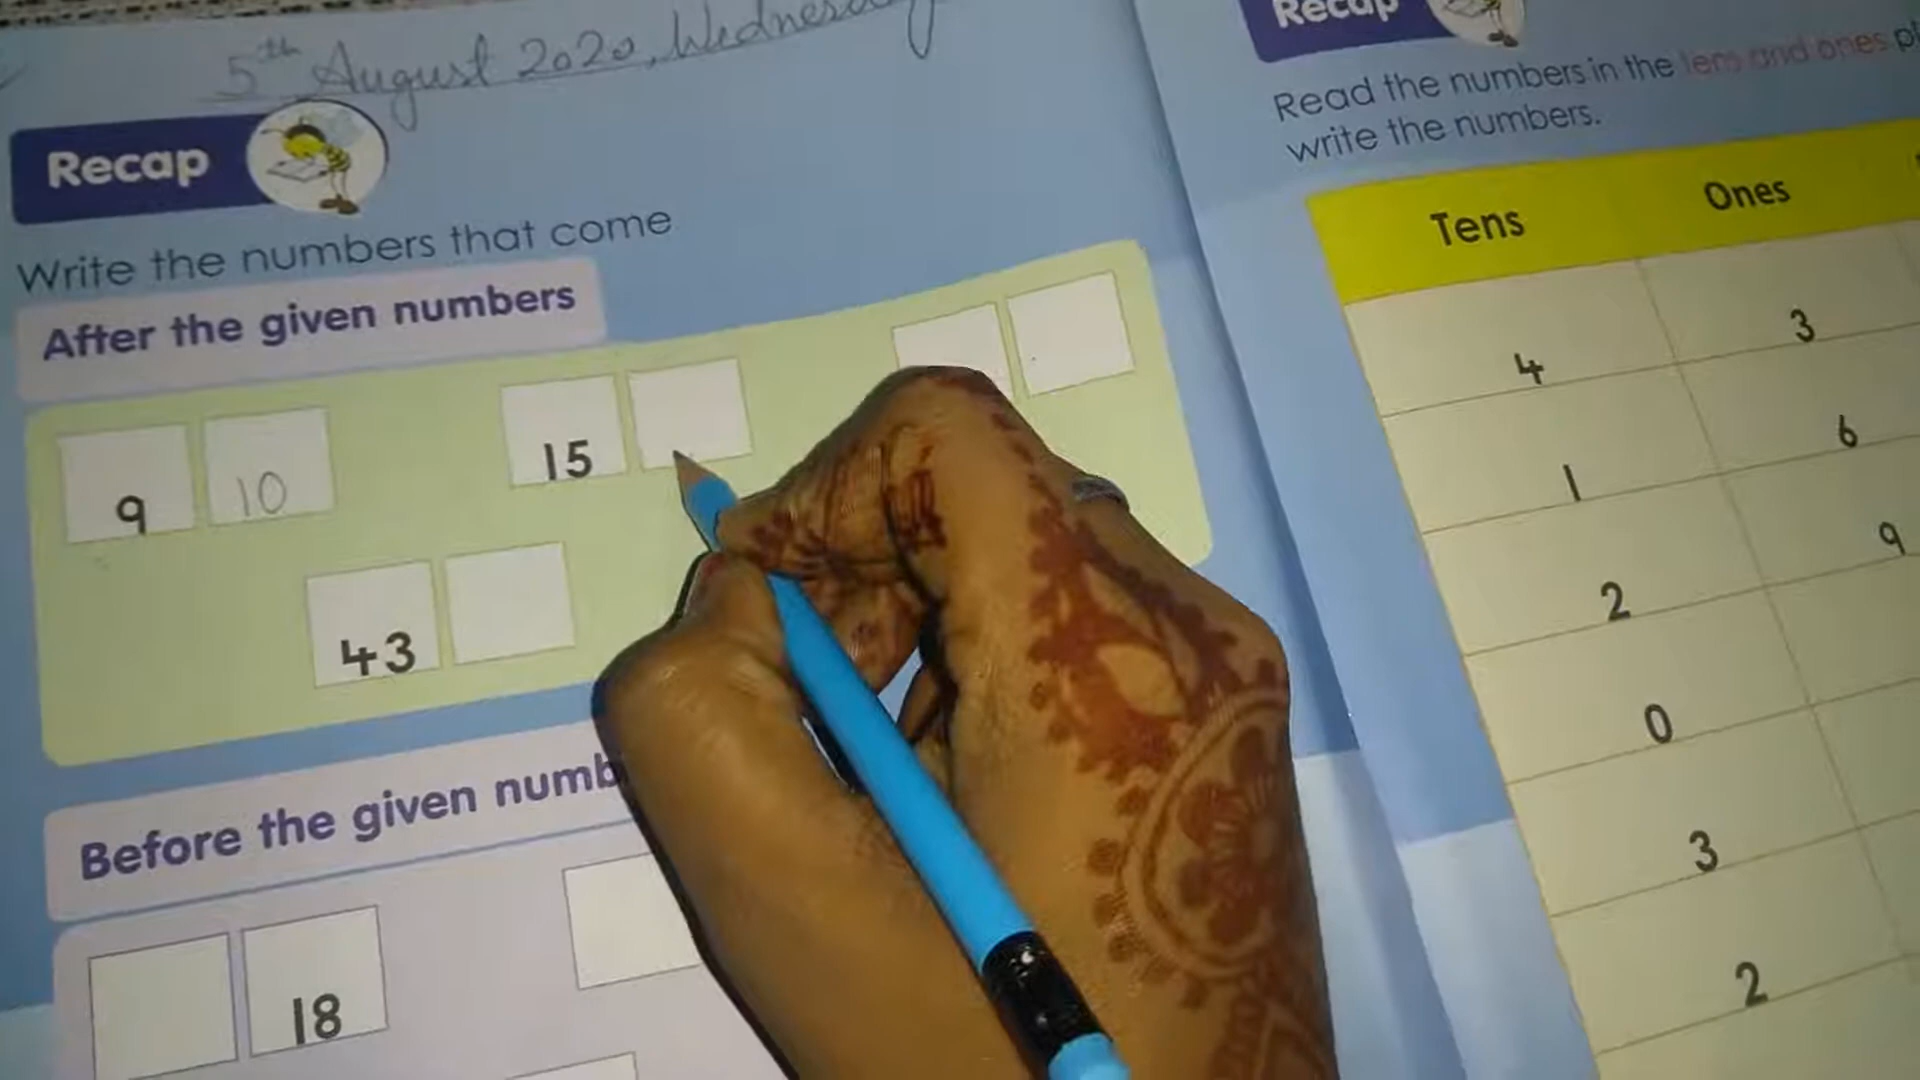 5th August 2020, Wednesday
Recap
Write the numbers that come
After the given numbers
9 10
15
43
Before the given numb
18
Recap
Read the numbers in the tens and ones
write the numbers.
Tens Ones
4 3
1 6
2 9
0
3
2